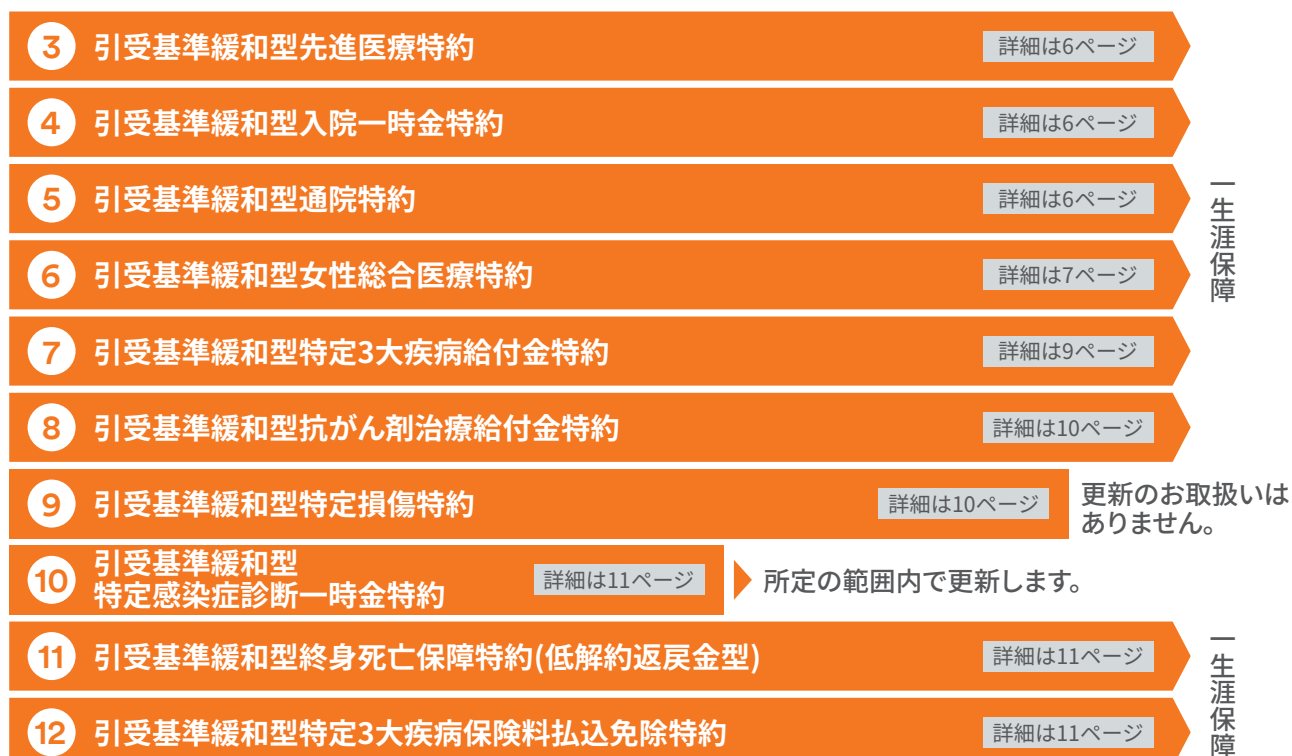 3 引受基準緩和型先進医療特約 詳細は6ページ
4 引受基準緩和型入院一時金特約 詳細は6ページ
5 引受基準緩和型通院特約 詳細は6ページ
6 引受基準緩和型女性総合医療特約 詳細は7ページ
7 引受基準緩和型特定3大疾病給付金特約 詳細は9ページ
8 引受基準緩和型抗がん剤治療給付金特約 詳細は10ページ
一生涯保障
9 引受基準緩和型特定損傷特約 詳細は10ページ
更新のお取扱いは
ありません。
10 引受基準緩和型
特定感染症診断一時金特約 詳細は11ページ
所定の範囲内で更新します。
11 引受基準緩和型終身死亡保障特約(低解約返戻金型) 詳細は11ページ
12 引受基準緩和型特定3大疾病保険料払込免除特約 詳細は11ページ
一生涯保障